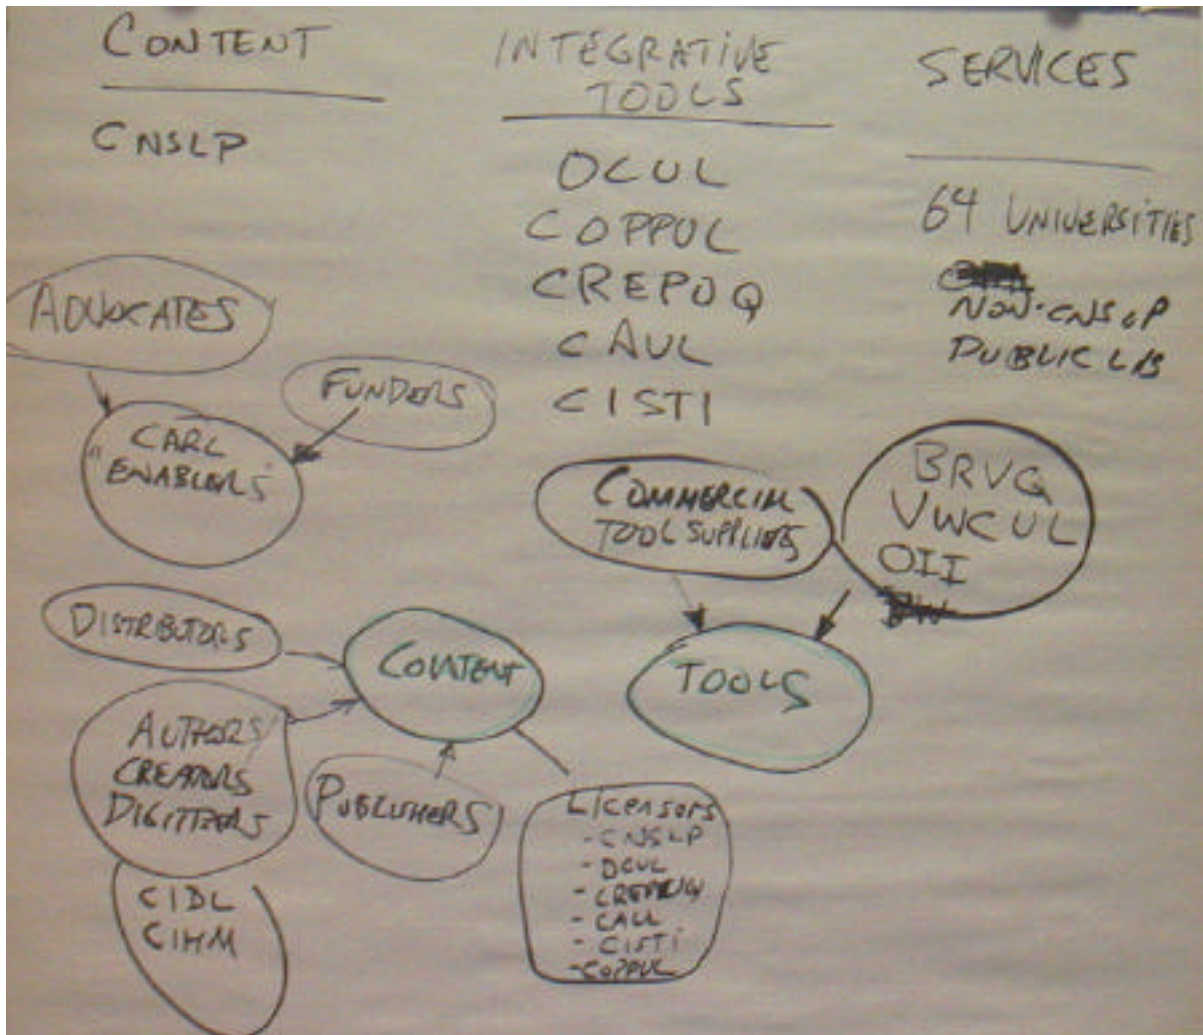 CONTENT
CNSLP
INTEGRATIVE
TOOLS
OCUL
COPPUL
CREPUQ
CAUL
CISTI
SERVICES
64 UNIVERSITIES
NON-CNSLP
PUBLIC LIB
ADVOCATES
FUNDERS
CARL
"ENABLERS"
COMMERCIAL
TOOL SUPPLIERS
BRVQ
VWCUL
OII
TOOLS
DISTRIBUTORS
CONTENT
AUTHORS/
CREATORS
DIGITIZERS
PUBLISHERS
CIDL
CIHM
Licensors
- CNSLP
- OCUL
- CREPUQ
- CALL
- CISTI
- COPPUL